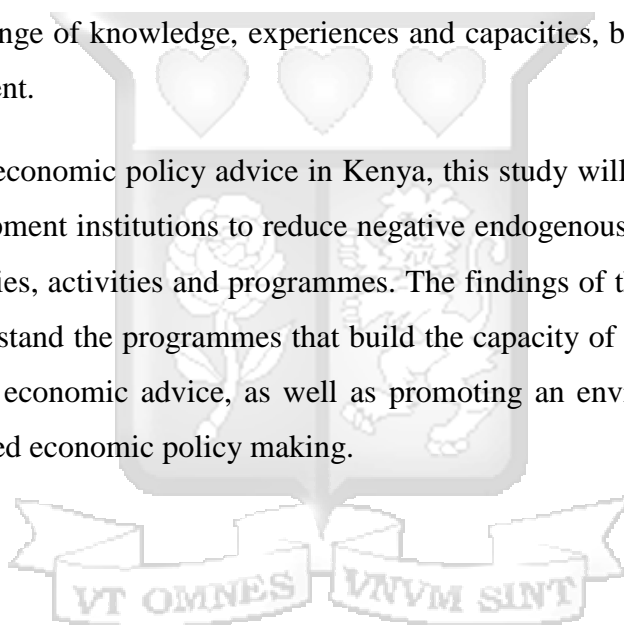 nge of knowledge, experiences and capacities, b
ent.
economic policy advice in Kenya, this study will
pment institutions to reduce negative endogenous
ies, activities and programmes. The findings of th
stand the programmes that build the capacity of
economic advice, as well as promoting an env
ed economic policy making.
VT OMNES VNVM SINT